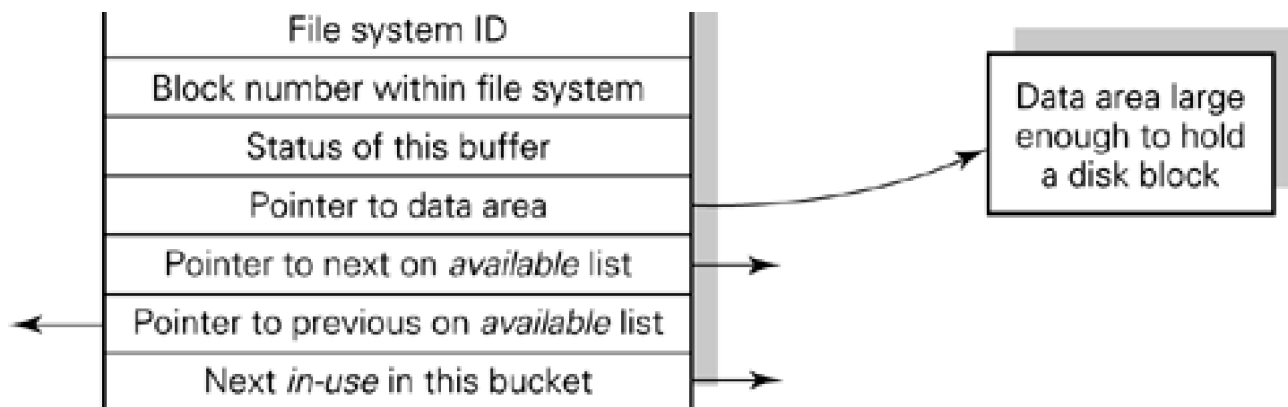 File system ID
Block number within file system
Status of this buffer
Pointer to data area
Pointer to next on available list
Pointer to previous on available list
Next in-use in this bucket
Data area large
enough to hold
a disk block